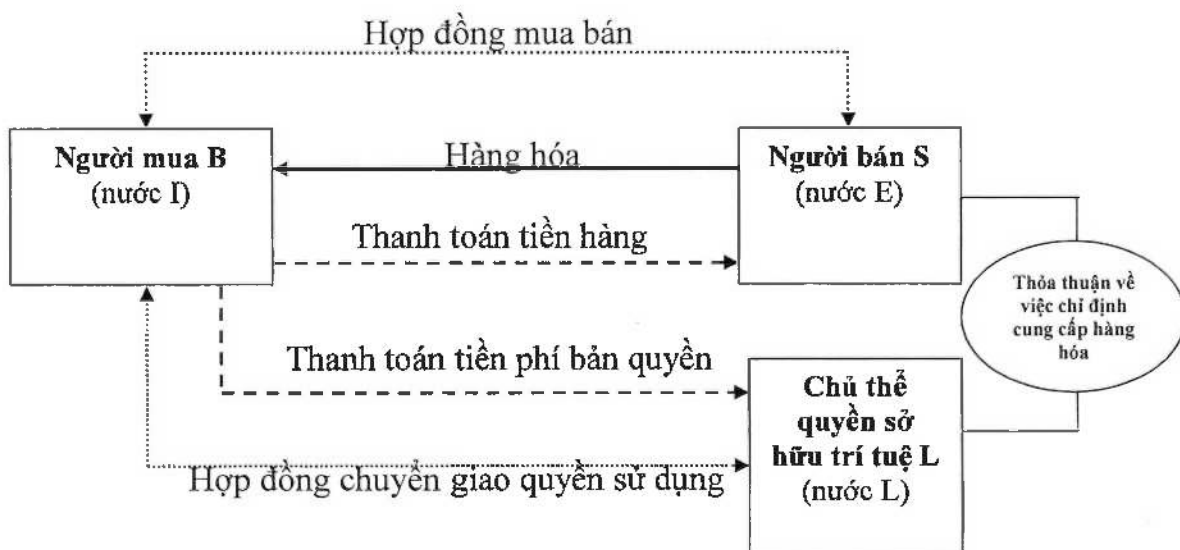 Hợp đồng mua bán
Người mua B
(nước I)
Hàng hóa
Người bán S
(nước E)
Thanh toán tiền hàng
Thỏa thuận về
việc chỉ định
cung cấp hàng
hóa
Thanh toán tiền phí bản quyền
Chủ thể
quyền sở
hữu trí tuệ L
(nước L)
Hợp đồng chuyển giao quyền sử dụng